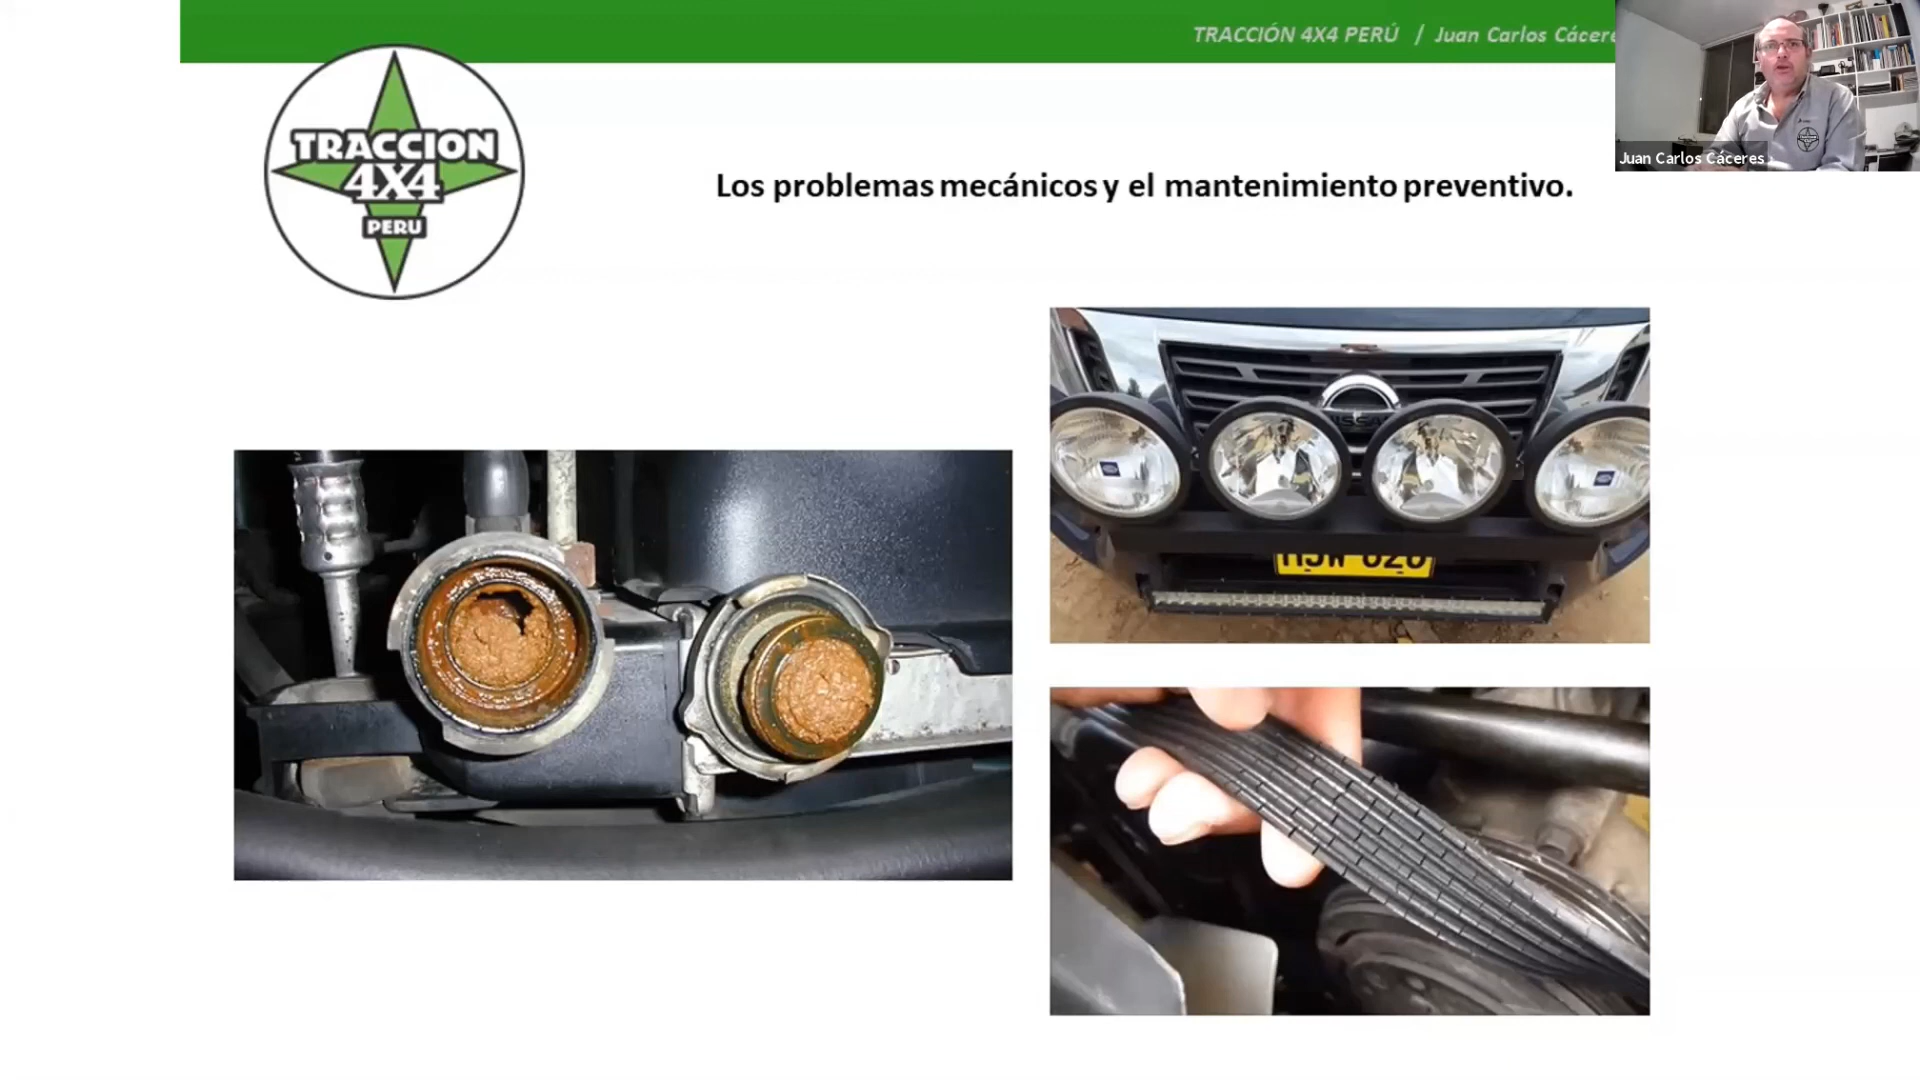 TRACCIÓN 4X4 PERÚ / Juan Carlos Cácere
TRACCION
4X4
PERU
Juan Carlos Cáceres
Los problemas mecánicos y el mantenimiento preventivo.